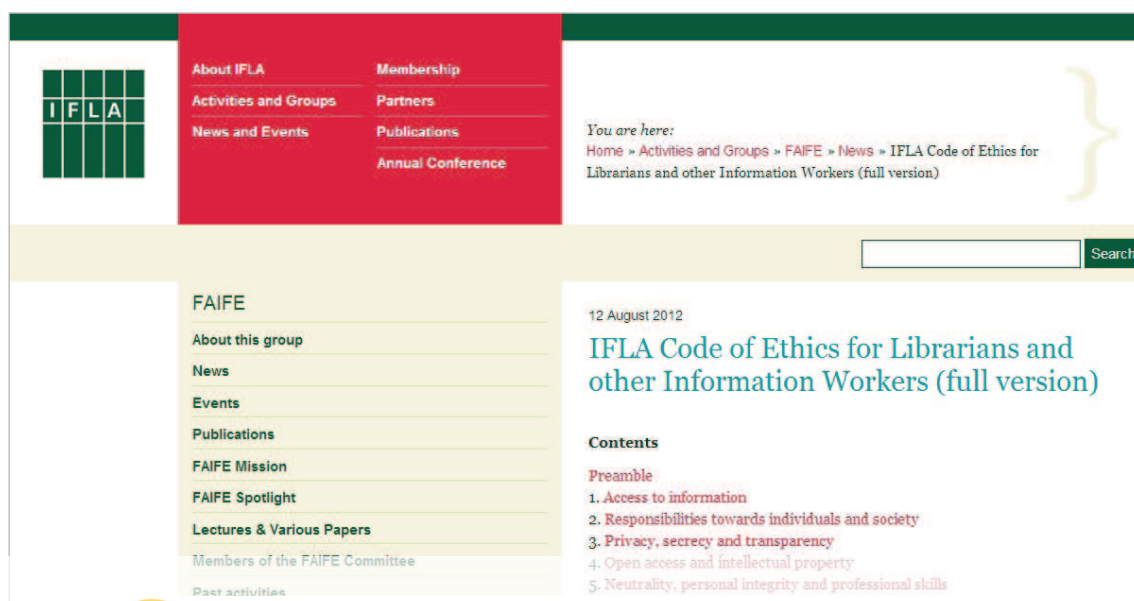 IFLA
About IFLA
Activities and Groups
News and Events
Membership
Partners
Publications
Annual Conference
You are here:
Home » Activities and Groups » FAIFE » News » IFLA Code of Ethics for
Librarians and other Information Workers (full version)
Search
FAIFE
About this group
News
Events
Publications
FAIFE Mission
FAIFE Spotlight
Lectures & Various Papers
Members of the FAIFE Committee
Past activities
12 August 2012
IFLA Code of Ethics for Librarians and
other Information Workers (full version)
Contents
Preamble
1. Access to information
2. Responsibilities towards individuals and society
3. Privacy, secrecy and transparency
4. Open access and intellectual property
5. Neutrality, personal integrity and professional skills